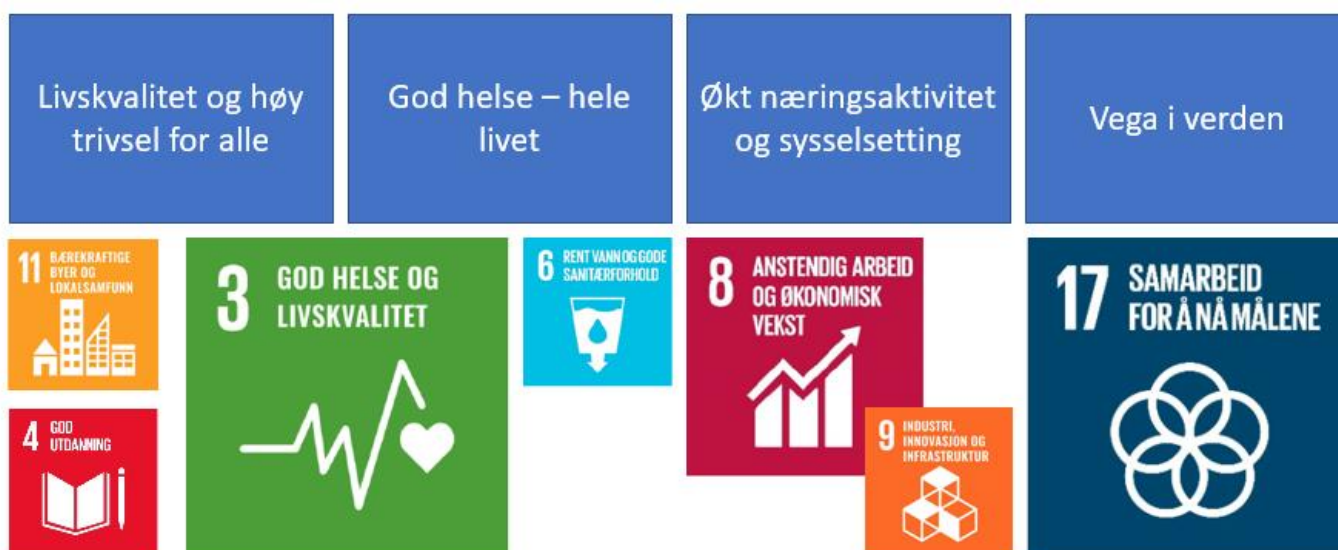 Livskvalitet og høy
trivsel for alle
God helse – hele
livet
Økt næringsaktivitet
og sysselsetting
Vega i verden
11 BÆREKRAFTIGE
BYER OG
LOKALSAMFUNN
3 GOD HELSE OG
LIVSKVALITET
6 RENT VANN OG GODE
SANITÆRFORHOLD
8 ANSTENDIG ARBEID
OG ØKONOMISK
VEKST
17 SAMARBEID
FOR Å NÅ MÅLENE
4 GOD
UTDANNING
9 INDUSTRI,
INNOVASJON OG
INFRASTRUKTUR